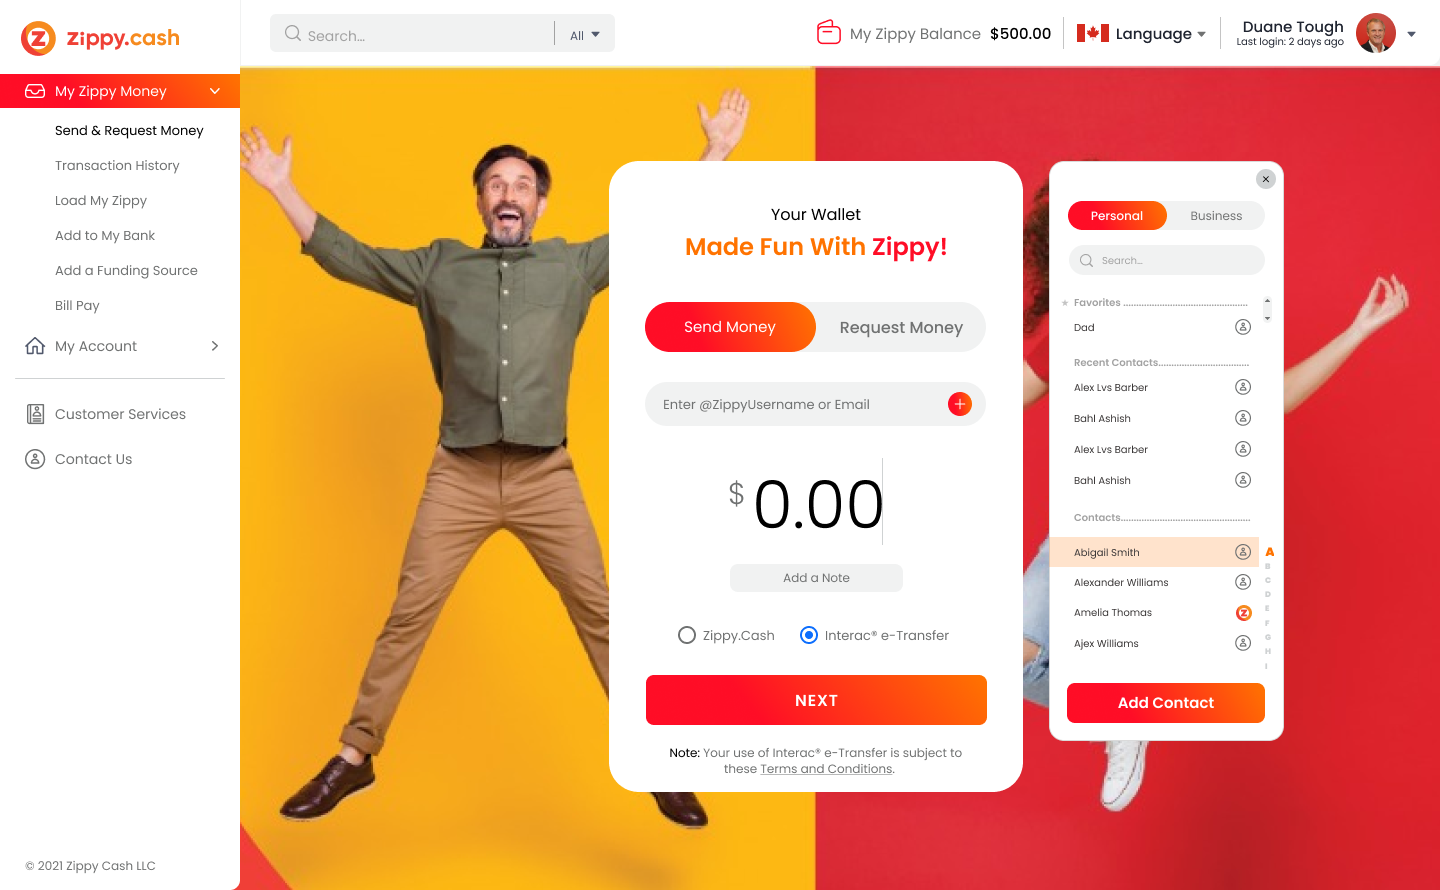 zippy.cash
Search...
All
My Zippy Balance $500.00
Language
Duane Tough
Last login: 2 days ago
My Zippy Money
Send & Request Money
Transaction History
Load My Zippy
Add to My Bank
Add a Funding Source
Bill Pay
My Account
Customer Services
Contact Us
© 2021 Zippy Cash LLC
Your Wallet
Made Fun With Zippy!
Send Money
Request Money
Enter @ZippyUsername or Email
$ 0.00
Add a Note
Zippy.Cash
Interac® e-Transfer
NEXT
Note: Your use of Interac® e-Transfer is subject to
these Terms and Conditions.
Personal
Business
Search...
Favorites
Dad
Recent Contacts
Alex Lvs Barber
Bahl Ashish
Alex Lvs Barber
Bahl Ashish
Contacts
Abigail Smith
Alexander Williams
Amelia Thomas
Ajex Williams
A
B
C
D
E
F
G
H
I
Add Contact